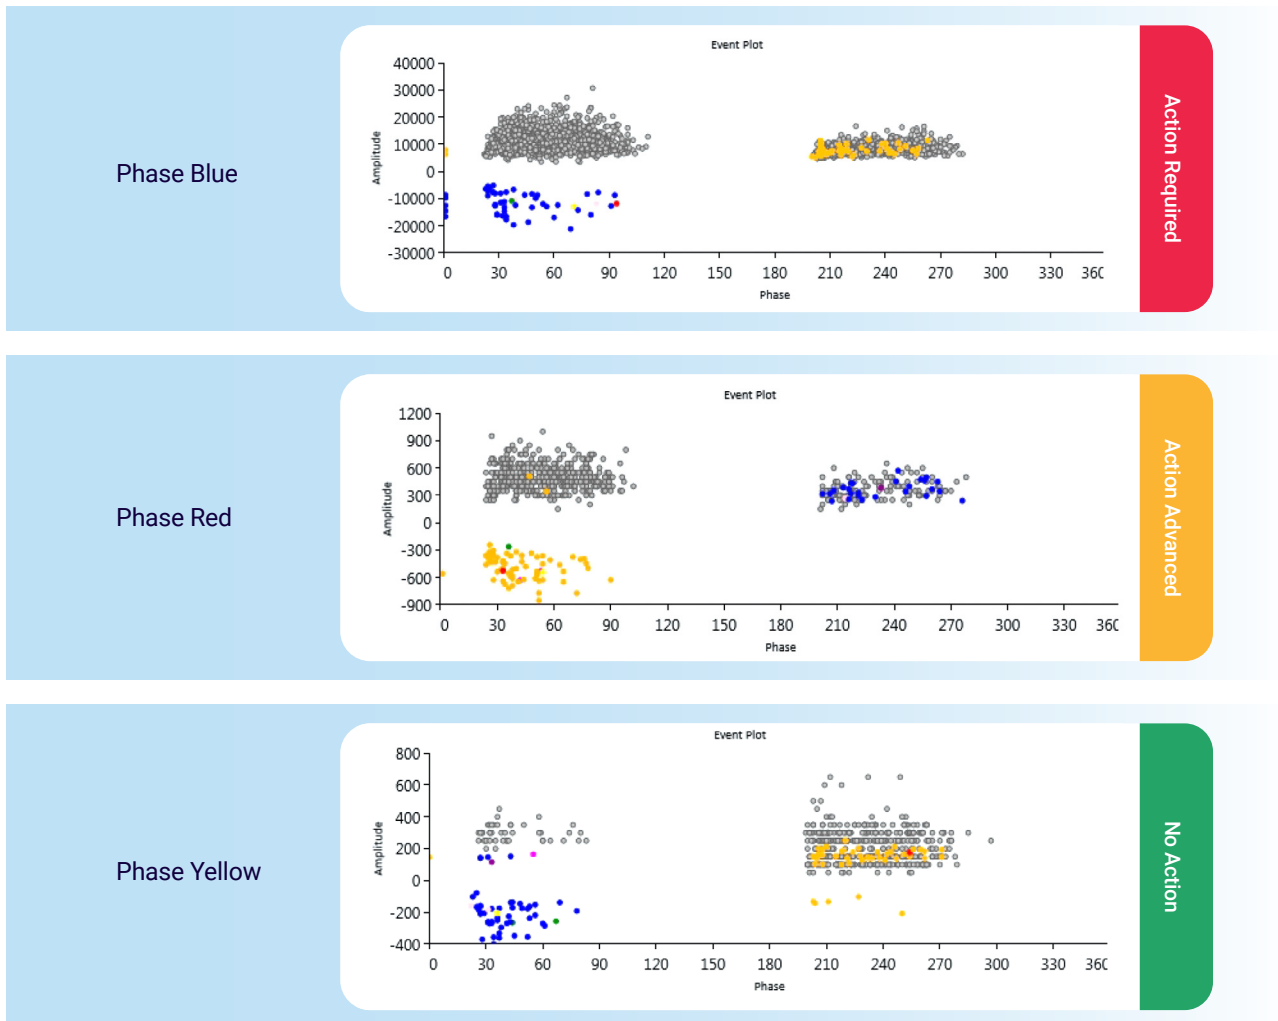 Phase Blue
Event Plot
Amplitude
40000
30000
20000
10000
0
-10000
-20000
-30000
0 30 60 90 120 150 180 210 240 270 300 330 360
Phase
Action Required
Phase Red
Event Plot
Amplitude
1200
900
600
300
0
-300
-600
-900
0 30 60 90 120 150 180 210 240 270 300 330 360
Phase
Action Advanced
Phase Yellow
Event Plot
Amplitude
800
600
400
200
0
-200
-400
0 30 60 90 120 150 180 210 240 270 300 330 360
Phase
No Action